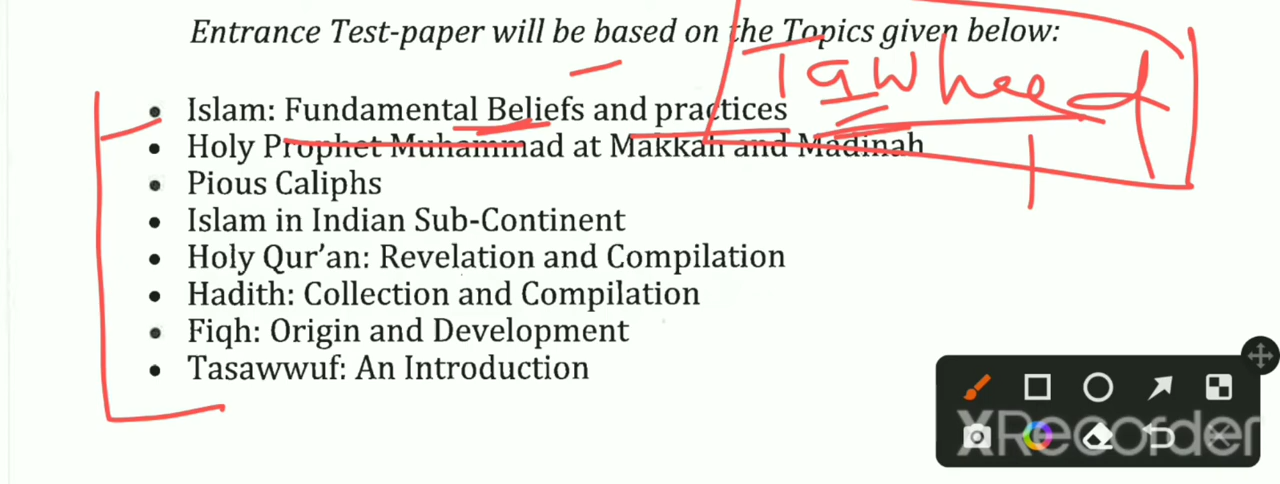 Entrance Test-paper will be based on the Topics given below:
Tawheed
• Islam: Fundamental Beliefs and practices
• Holy Prophet Muhammad at Makkah and Madinah
• Pious Caliphs
• Islam in Indian Sub-Continent
• Holy Qur’an: Revelation and Compilation
• Hadith: Collection and Compilation
• Fiqh: Origin and Development
• Tasawwuf: An Introduction
XRecorder